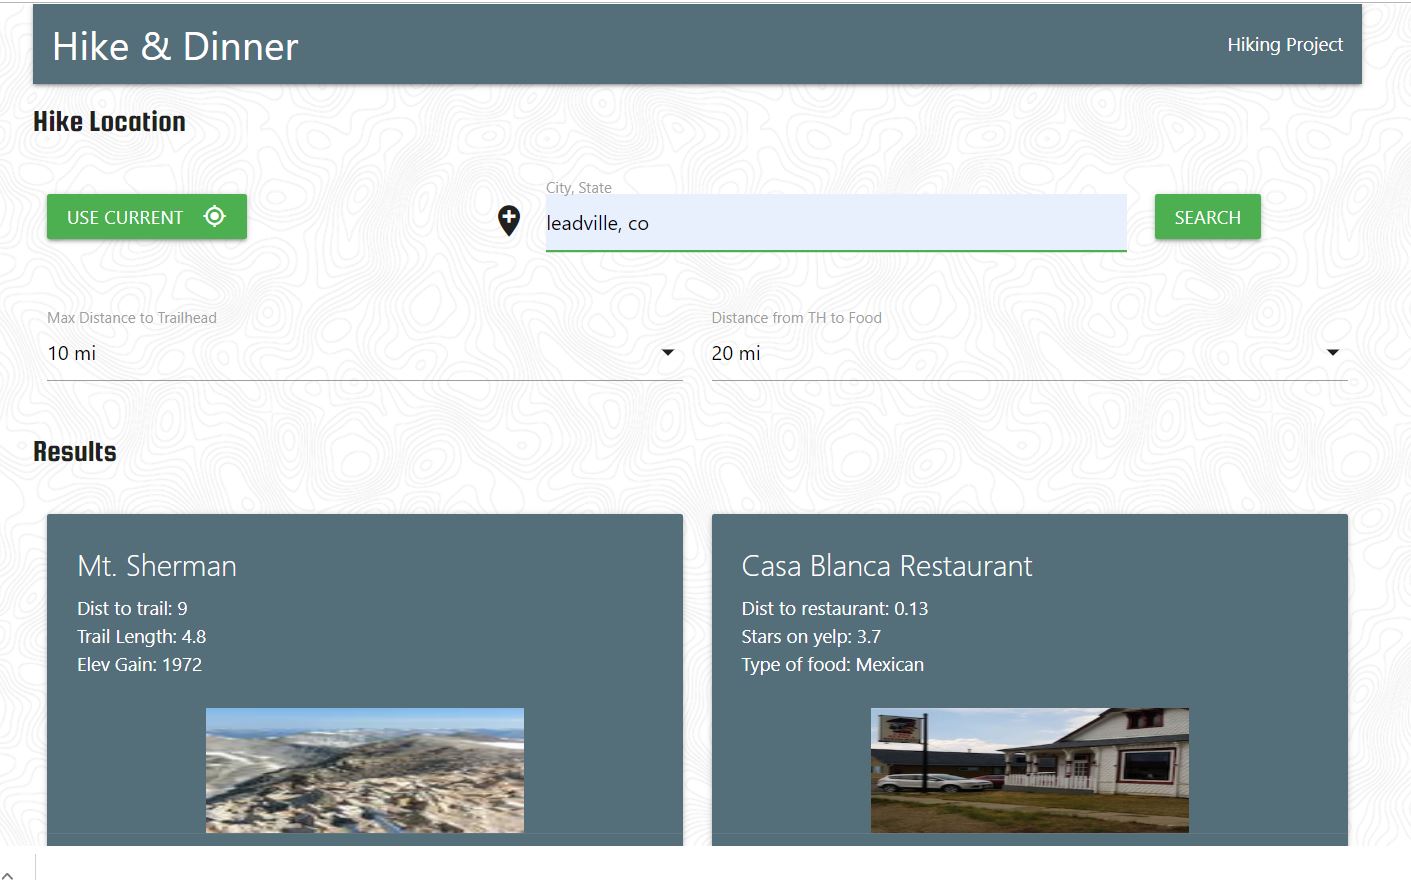 Hike & Dinner
Hiking Project
Hike Location
USE CURRENT
City, State
leadville, co
SEARCH
Max Distance to Trailhead
10 mi
Distance from TH to Food
20 mi
Results
Mt. Sherman
Dist to trail: 9
Trail Length: 4.8
Elev Gain: 1972
Casa Blanca Restaurant
Dist to restaurant: 0.13
Stars on yelp: 3.7
Type of food: Mexican